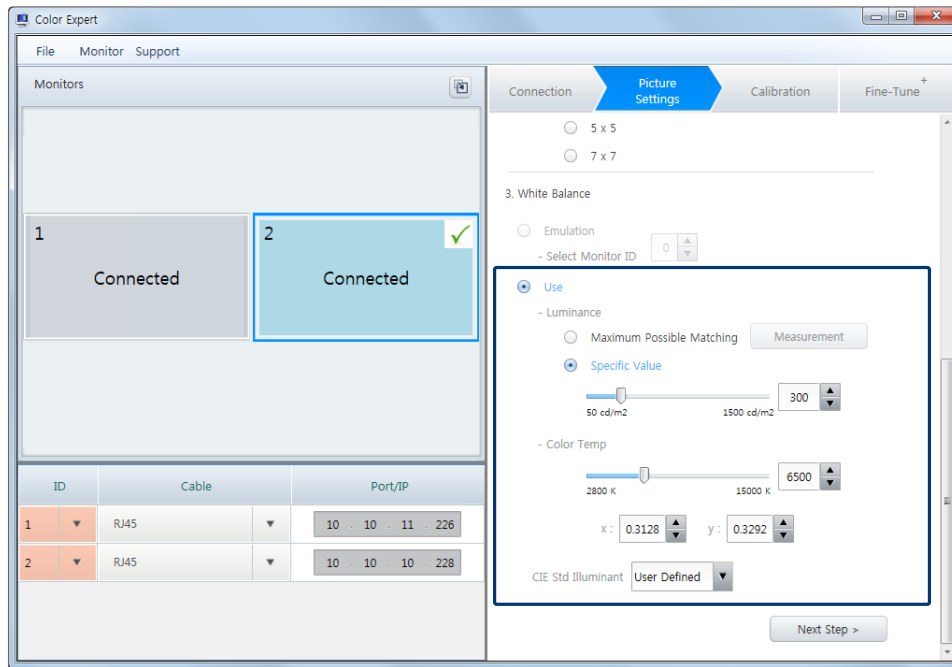 Color Expert
File Monitor Support
Monitors
1
Connected
2
Connected
ID Cable Port/IP
1 RJ45 10 . 10 . 11 . 226
2 RJ45 10 . 10 . 10 . 228
Connection
Picture
Settings
Calibration
Fine-Tune +
5 x 5
7 x 7
3. White Balance
Emulation
- Select Monitor ID 0
Use
- Luminance
Maximum Possible Matching Measurement
Specific Value
300
50 cd/m2 1500 cd/m2
- Color Temp
6500
2800 K 15000 K
x : 0.3128 y : 0.3292
CIE Std Illuminant User Defined
Next Step >